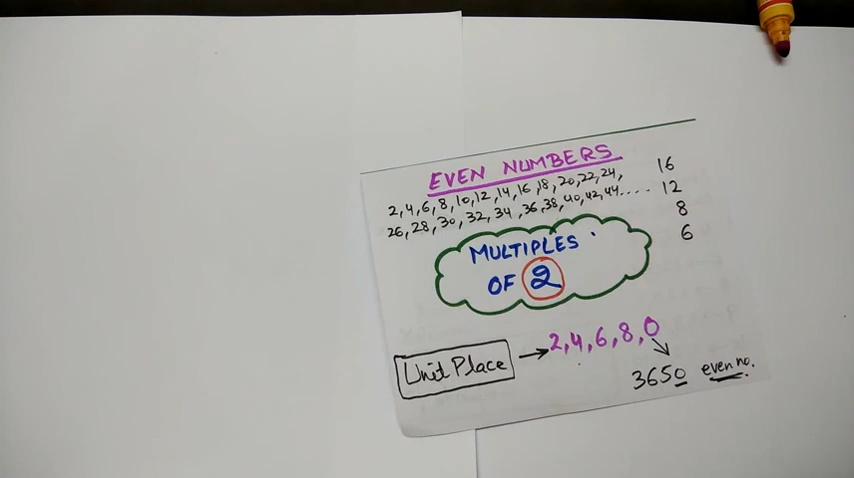 EVEN NUMBERS
2,4,6,8,10,12,14,16,18,20,22,24,
26,28,30,32,34,36,38,40,42,44....
16
12
8
6
MULTIPLES
OF 2
Unit Place → 2,4,6,8,0
3650 even no.